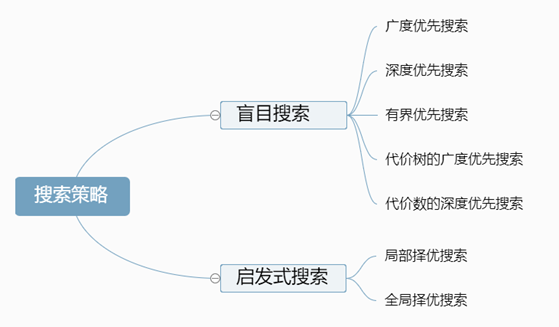 搜索策略
盲目搜索
广度优先搜索
深度优先搜索
有界优先搜索
代价树的广度优先搜索
代价数的深度优先搜索
启发式搜索
局部择优搜索
全局择优搜索